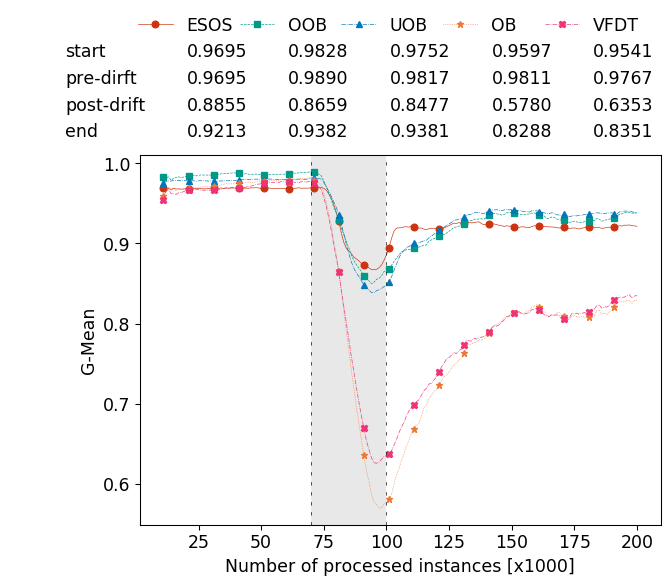 ESOS OOB UOB OB VFDT
start 0.9695 0.9828 0.9752 0.9597 0.9541
pre-dirft 0.9695 0.9890 0.9817 0.9811 0.9767
post-drift 0.8855 0.8659 0.8477 0.5780 0.6353
end 0.9213 0.9382 0.9381 0.8288 0.8351
1.0
0.9
0.8
0.7
0.6
G-Mean
25 50 75 100 125 150 175 200
Number of processed instances [x1000]